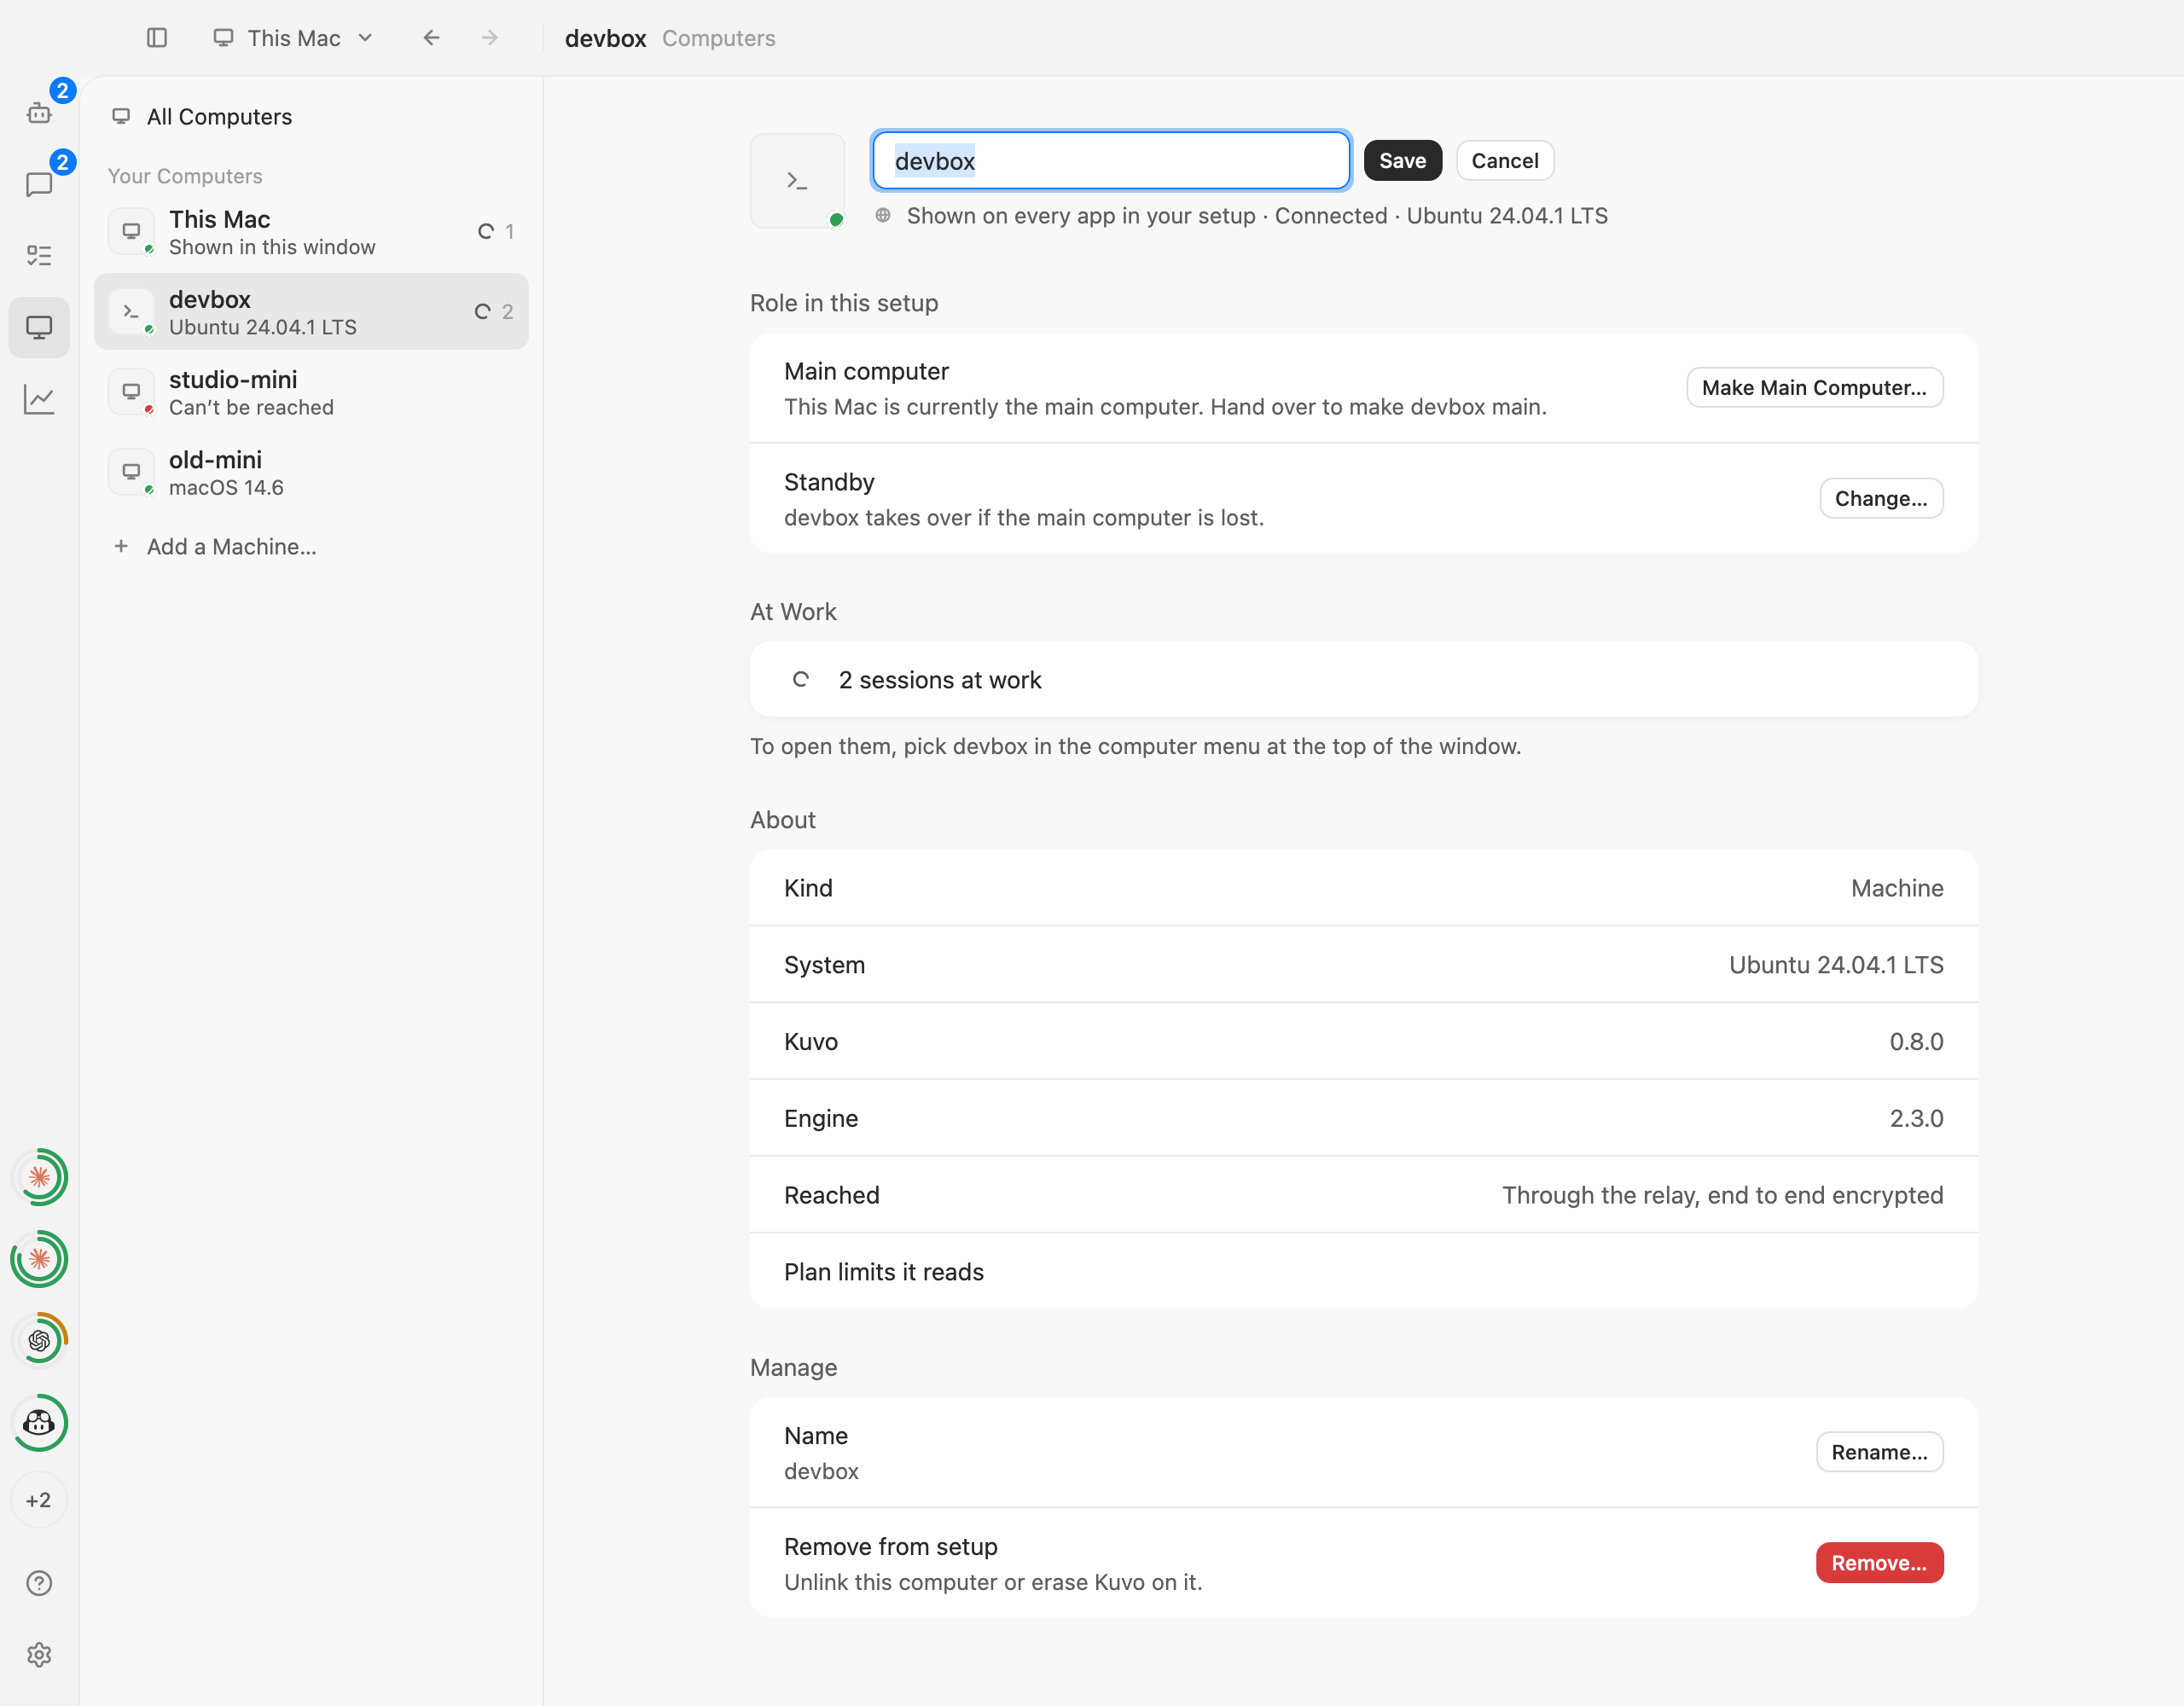 This Mac
devbox Computers
2
2
All Computers
Your Computers
This Mac
Shown in this window
1
devbox
Ubuntu 24.04.1 LTS
2
studio-mini
Can’t be reached
old-mini
macOS 14.6
+ Add a Machine…
+2
devbox
Save
Cancel
Shown on every app in your setup · Connected · Ubuntu 24.04.1 LTS
Role in this setup
Main computer
This Mac is currently the main computer. Hand over to make devbox main.
Make Main Computer…
Standby
devbox takes over if the main computer is lost.
Change…
At Work
2 sessions at work
To open them, pick devbox in the computer menu at the top of the window.
About
Kind Machine
System Ubuntu 24.04.1 LTS
Kuvo 0.8.0
Engine 2.3.0
Reached Through the relay, end to end encrypted
Plan limits it reads
Manage
Name
devbox
Rename…
Remove from setup
Unlink this computer or erase Kuvo on it.
Remove…